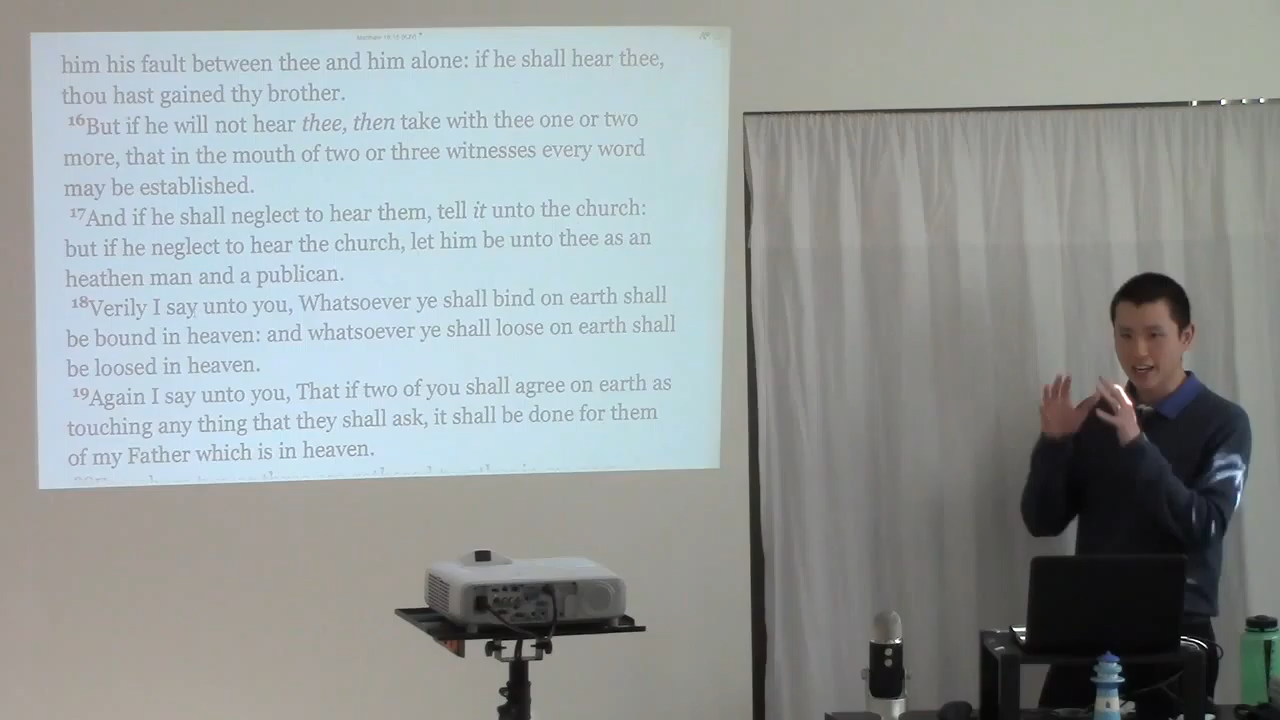 him his fault between thee and him alone: if he shall hear thee,
thou hast gained thy brother.
16But if he will not hear thee, then take with thee one or two
more, that in the mouth of two or three witnesses every word
may be established.
17And if he shall neglect to hear them, tell it unto the church:
but if he neglect to hear the church, let him be unto thee as an
heathen man and a publican.
18Verily I say unto you, Whatsoever ye shall bind on earth shall
be bound in heaven: and whatsoever ye shall loose on earth shall
be loosed in heaven.
19Again I say unto you, That if two of you shall agree on earth as
touching any thing that they shall ask, it shall be done for them
of my Father which is in heaven.